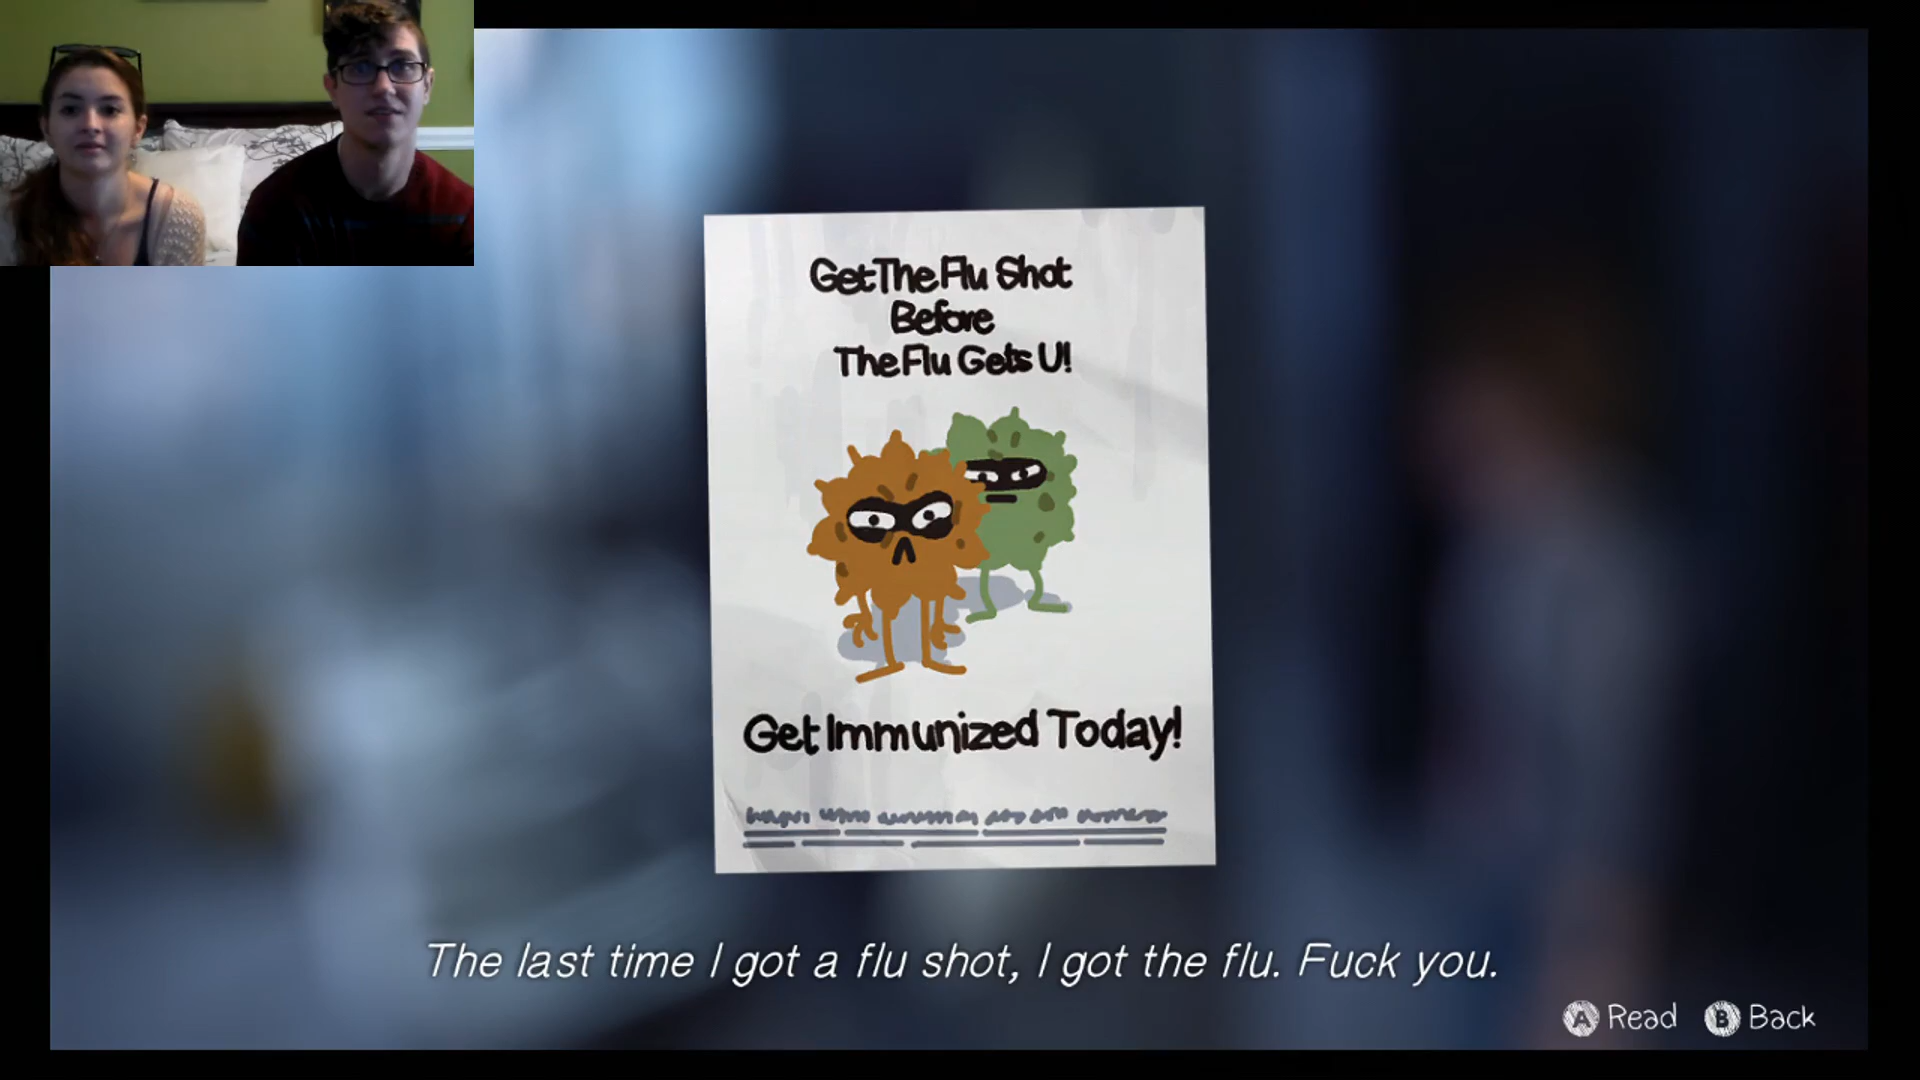 Get The Flu Shot
Before
The Flu Gets U!
Get Immunized Today!
The last time I got a flu shot, I got the flu. Fuck you.
A Read B Back